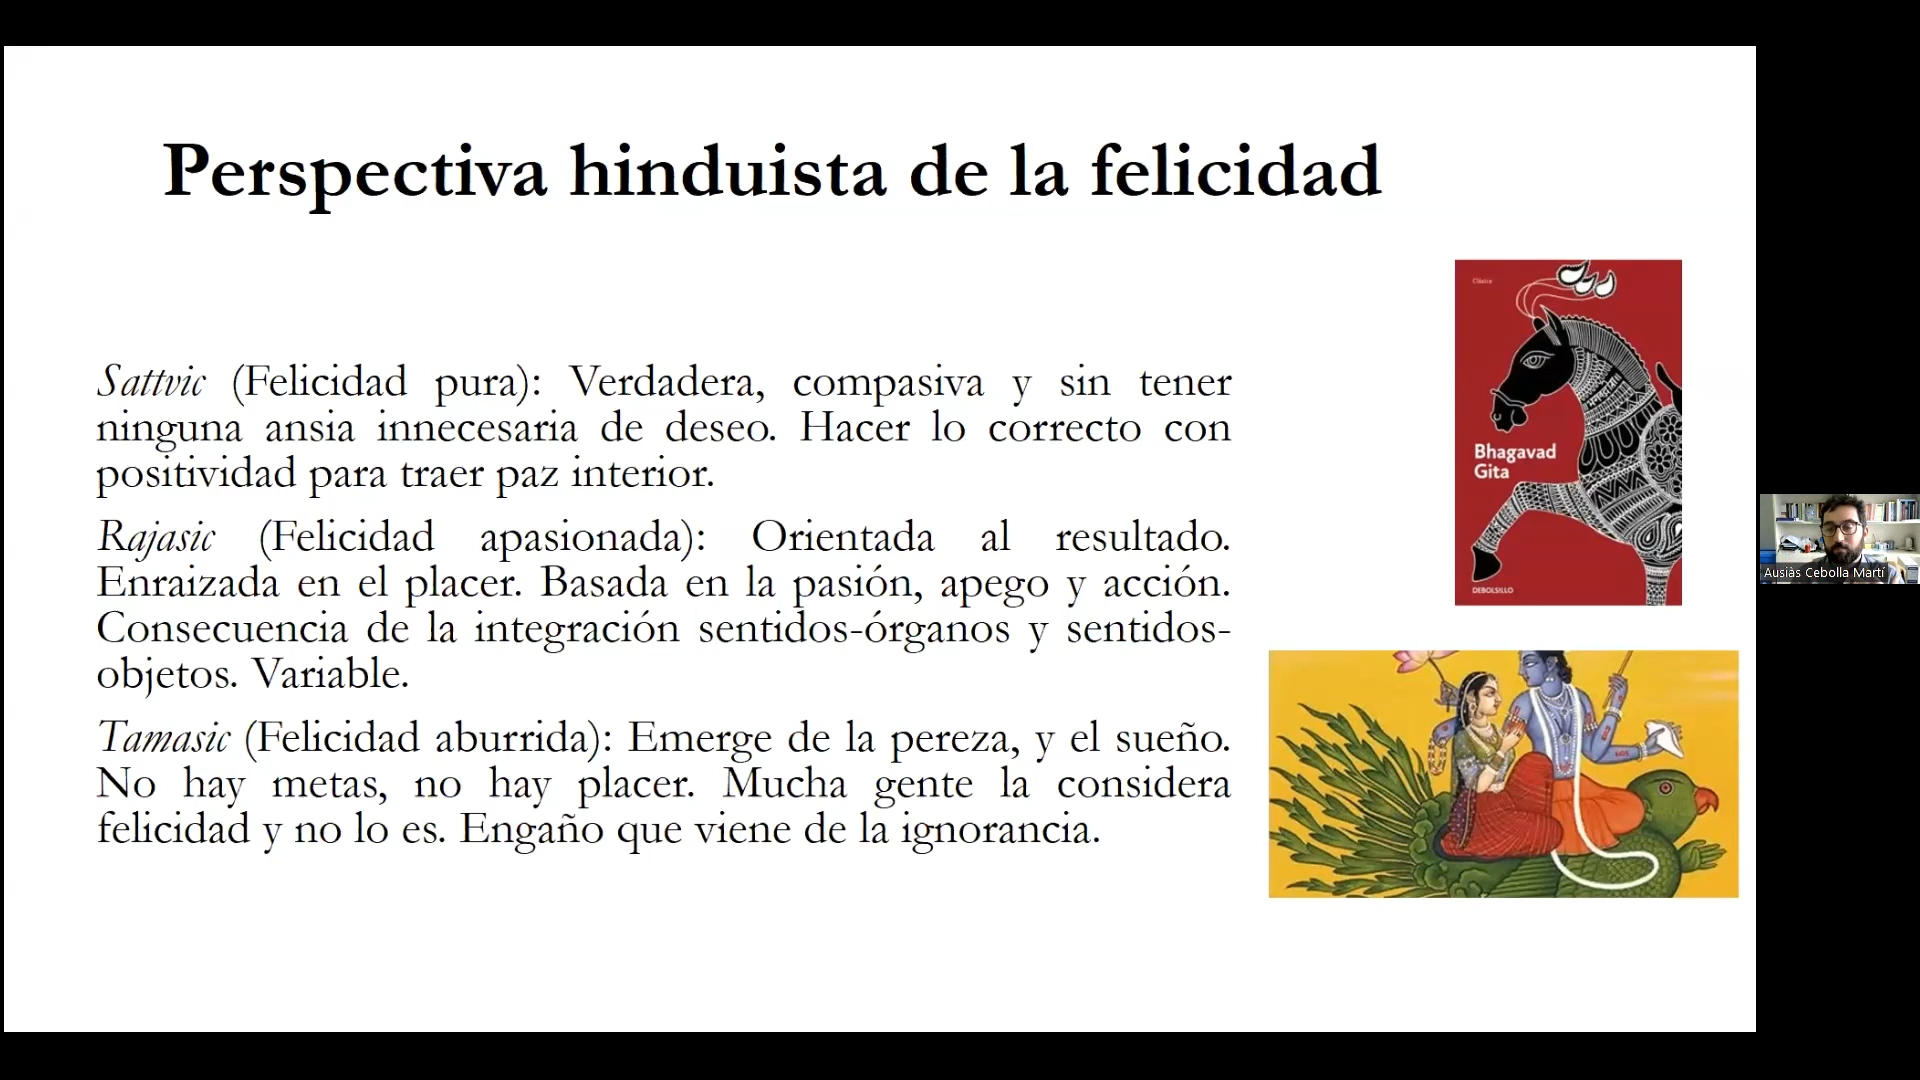 Perspectiva hinduista de la felicidad
Sattvic (Felicidad pura): Verdadera, compasiva y sin tener
ninguna ansia innecesaria de deseo. Hacer lo correcto con
positividad para traer paz interior.
Rajasic (Felicidad apasionada): Orientada al resultado.
Enraizada en el placer. Basada en la pasión, apego y acción.
Consecuencia de la integración sentidos-órganos y sentidos-
objetos. Variable.
Tamasic (Felicidad aburrida): Emerge de la pereza, y el sueño.
No hay metas, no hay placer. Mucha gente la considera
felicidad y no lo es. Engaño que viene de la ignorancia.
Bhagavad
Gita
DEBOLSILLO
Ausiàs Cebolla Martí